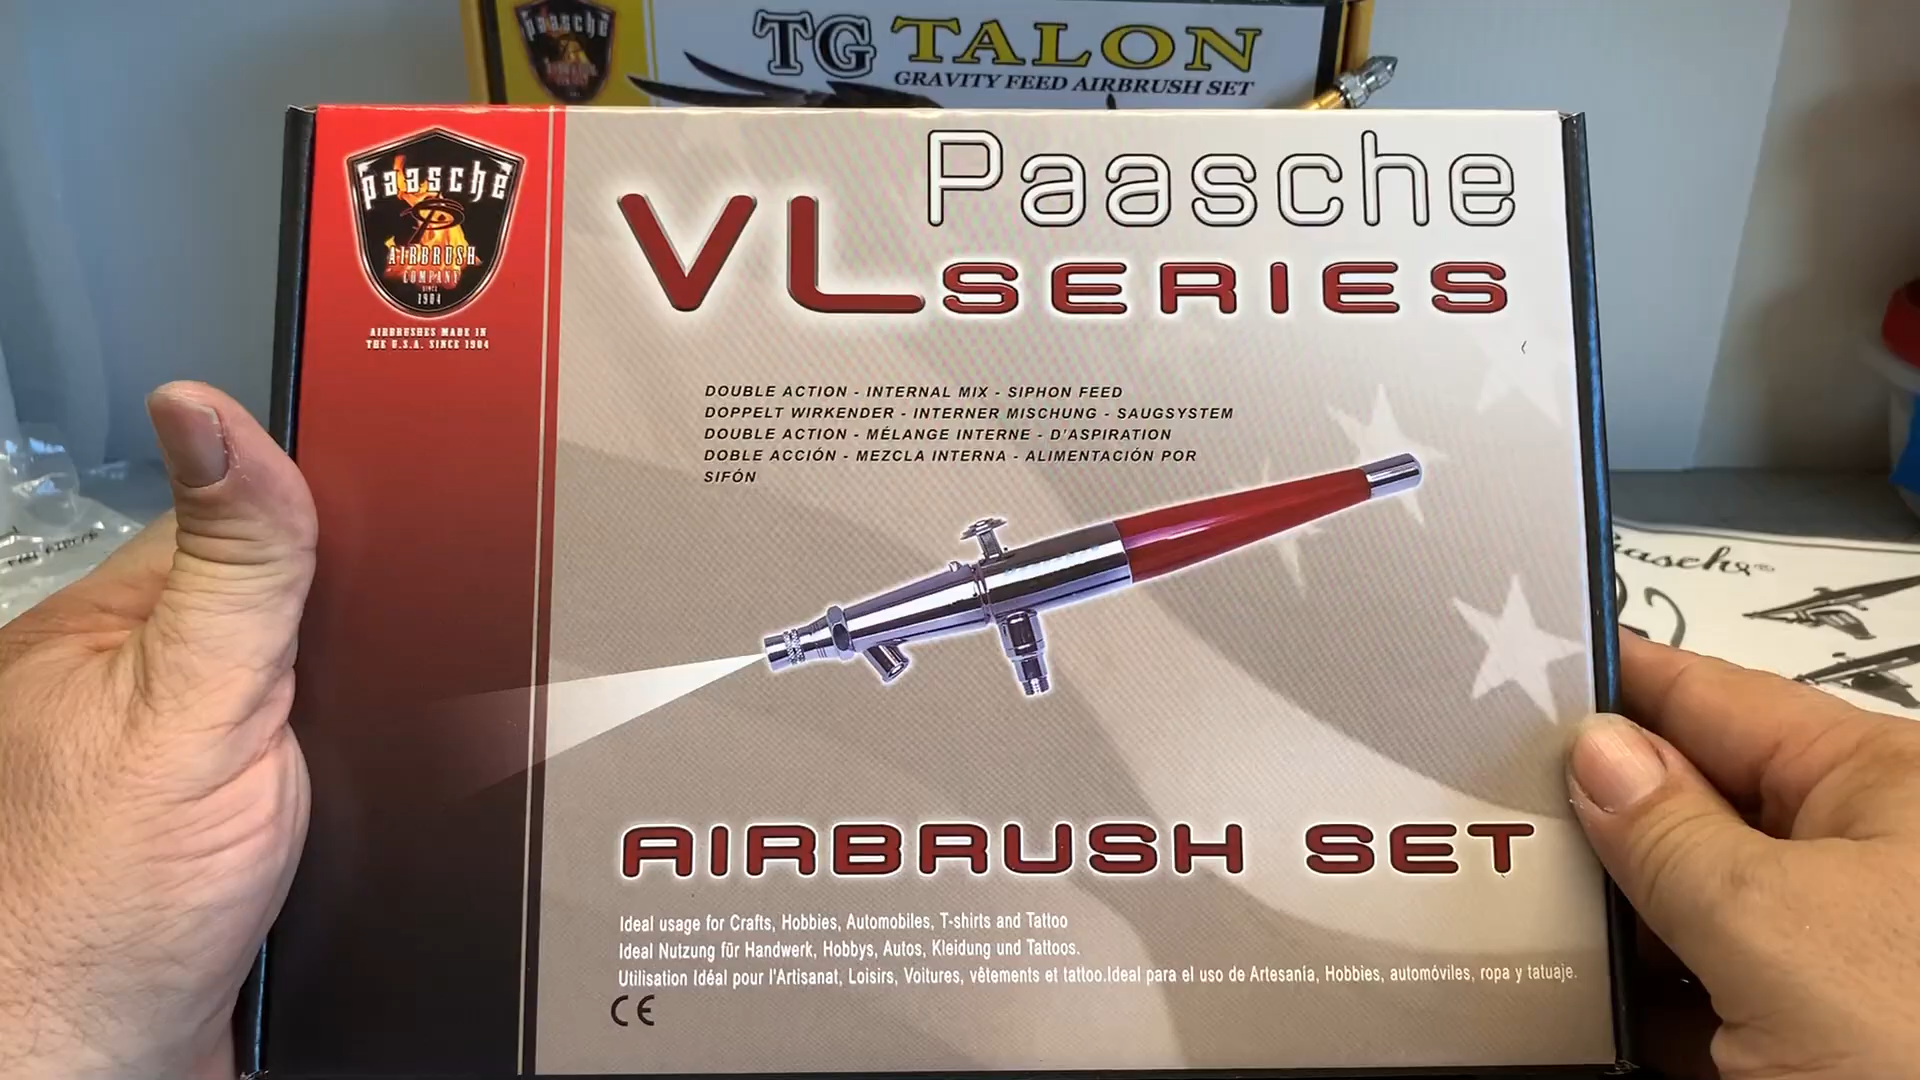 paasche
TG TALON
GRAVITY FEED AIRBRUSH SET
paasche
AIRBRUSH
COMPANY
SINCE
1904
AIRBRUSHES MADE IN
THE U.S.A. SINCE 1904
Paasche
VL SERIES
DOUBLE ACTION - INTERNAL MIX - SIPHON FEED
DOPPELT WIRKENDER - INTERNER MISCHUNG - SAUGSYSTEM
DOUBLE ACTION - MÉLANGE INTERNE - D'ASPIRATION
DOBLE ACCIÓN - MEZCLA INTERNA - ALIMENTACIÓN POR
SIFÓN
AIRBRUSH SET
Ideal usage for Crafts, Hobbies, Automobiles, T-shirts and Tattoo
Ideal Nutzung für Handwerk, Hobbys, Autos, Kleidung und Tattoos.
Utilisation Idéal pour l'Artisanat, Loisirs, Voitures, vêtements et tattoo.Ideal para el uso de Artesanía, Hobbies, automóviles, ropa y tatuaje.
CE